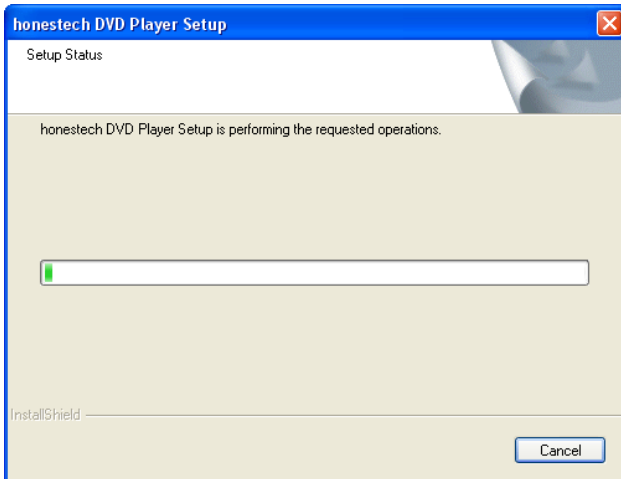 honestech DVD Player Setup
Setup Status
honestech DVD Player Setup is performing the requested operations.
InstallShield
Cancel